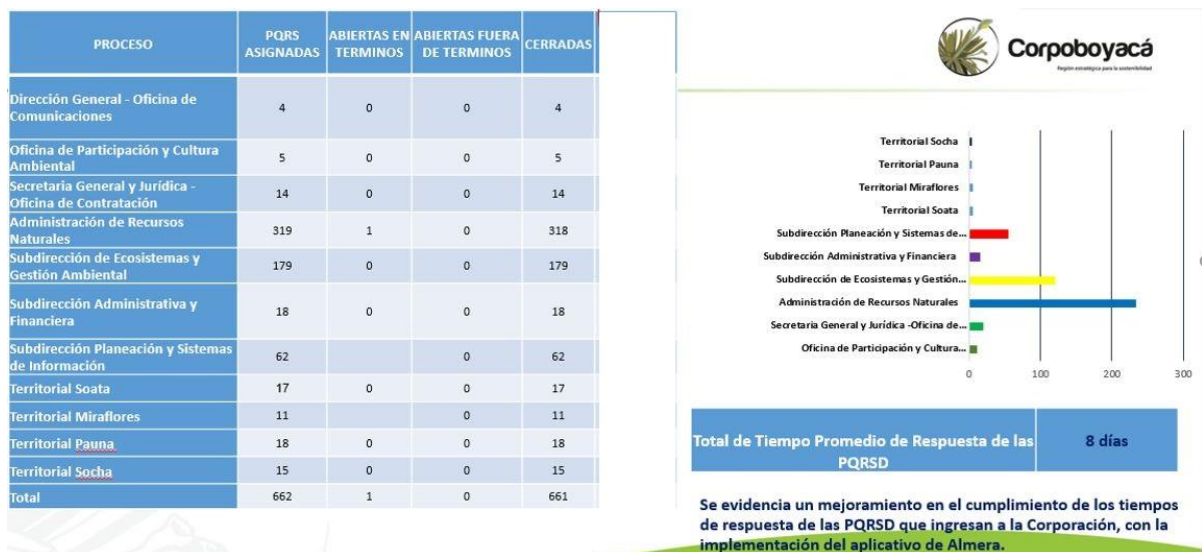 PROCESO
PQRS ASIGNADAS
ABIERTAS EN TERMINOS
ABIERTAS FUERA DE TERMINOS
CERRADAS
Dirección General - Oficina de
Comunicaciones
4 0 0 4
Oficina de Participación y Cultura
Ambiental
5 0 0 5
Secretaria General y Jurídica -
Oficina de Contratación
14 0 0 14
Administración de Recursos
Naturales
319 1 0 318
Subdirección de Ecosistemas y
Gestión Ambiental
179 0 0 179
Subdirección Administrativa y
Financiera
18 0 0 18
Subdirección Planeación y Sistemas
de Información
62 0 62
Territorial Soata 17 0 0 17
Territorial Miraflores 11 0 11
Territorial Pauna 18 0 0 18
Territorial Socha 15 0 0 15
Total 662 1 0 661
Corpoboyacá
Región estratégica para la sostenibilidad
Territorial Socha
Territorial Pauna
Territorial Miraflores
Territorial Soata
Subdirección Planeación y Sistemas de...
Subdirección Administrativa y Financiera
Subdirección de Ecosistemas y Gestión...
Administración de Recursos Naturales
Secretaria General y Jurídica -Oficina de...
Oficina de Participación y Cultura...
0 100 200 300
Total de Tiempo Promedio de Respuesta de las
PQRSD
8 días
Se evidencia un mejoramiento en el cumplimiento de los tiempos
de respuesta de las PQRSD que ingresan a la Corporación, con la
implementación del aplicativo de Almera.